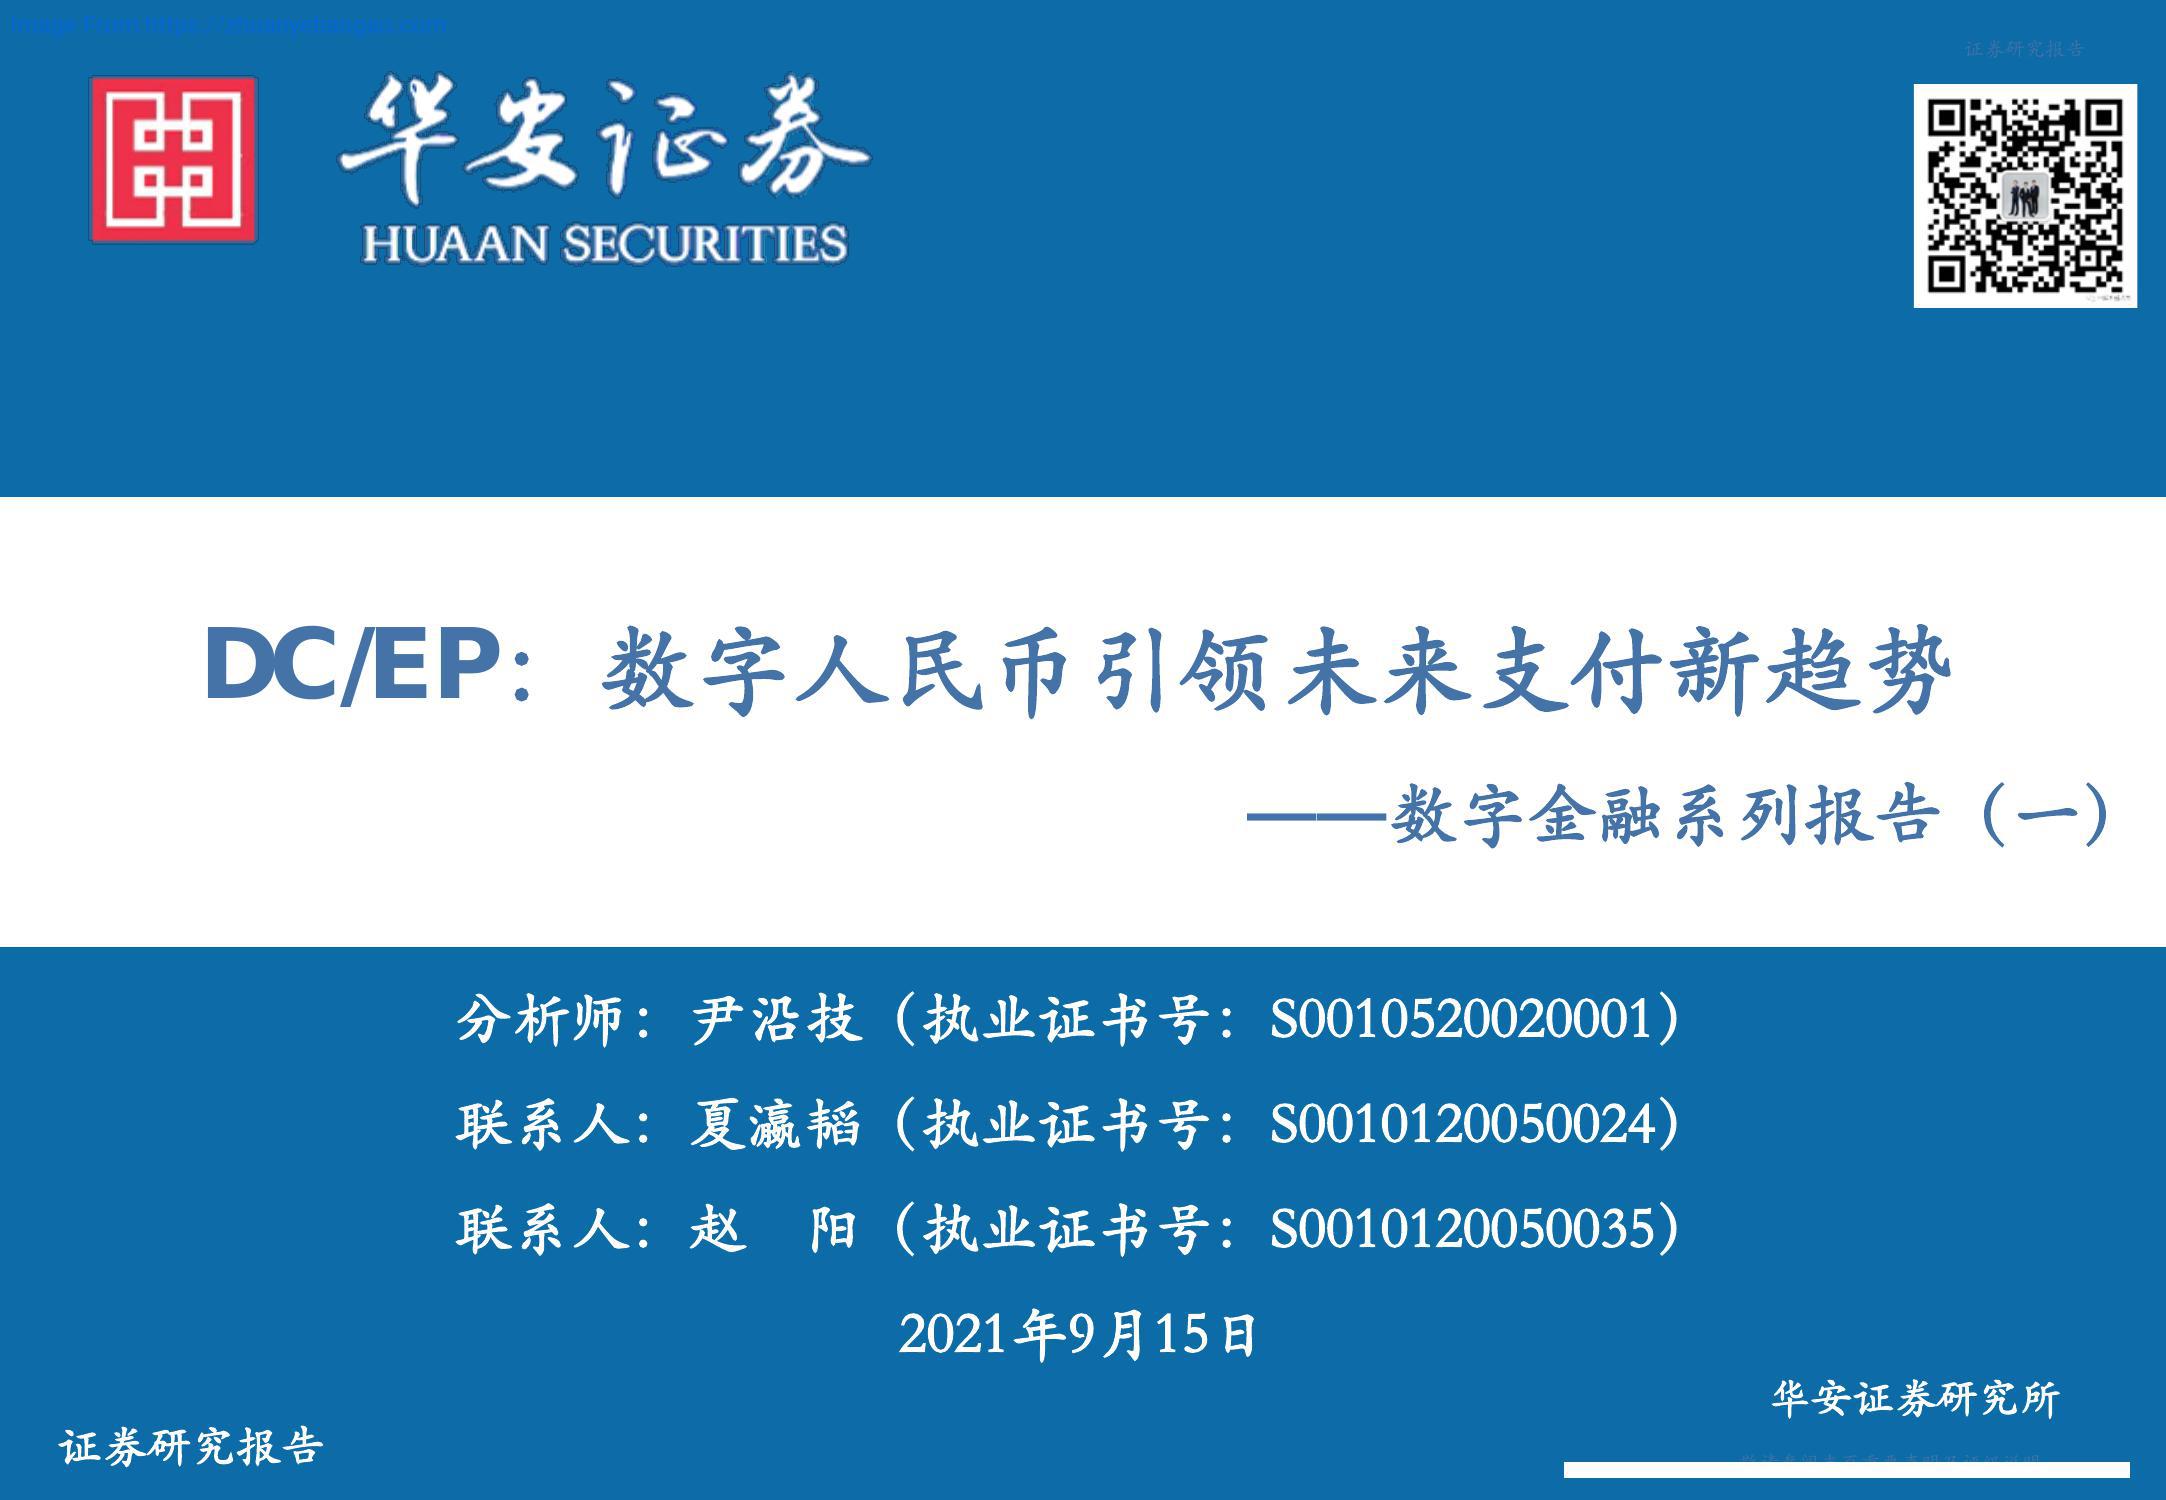 Image From https://zhuanyetanqiu.com
证券研究报告
华安证券
HUAAN SECURITIES
DC/EP：数字人民币引领未来支付新趋势
——数字金融系列报告（一）
分析师：尹沿技（执业证书号：S0010520020001）
联系人：夏瀛韬（执业证书号：S0010120050024）
联系人：赵　阳（执业证书号：S0010120050035）
2021年9月15日
华安证券研究所
证券研究报告